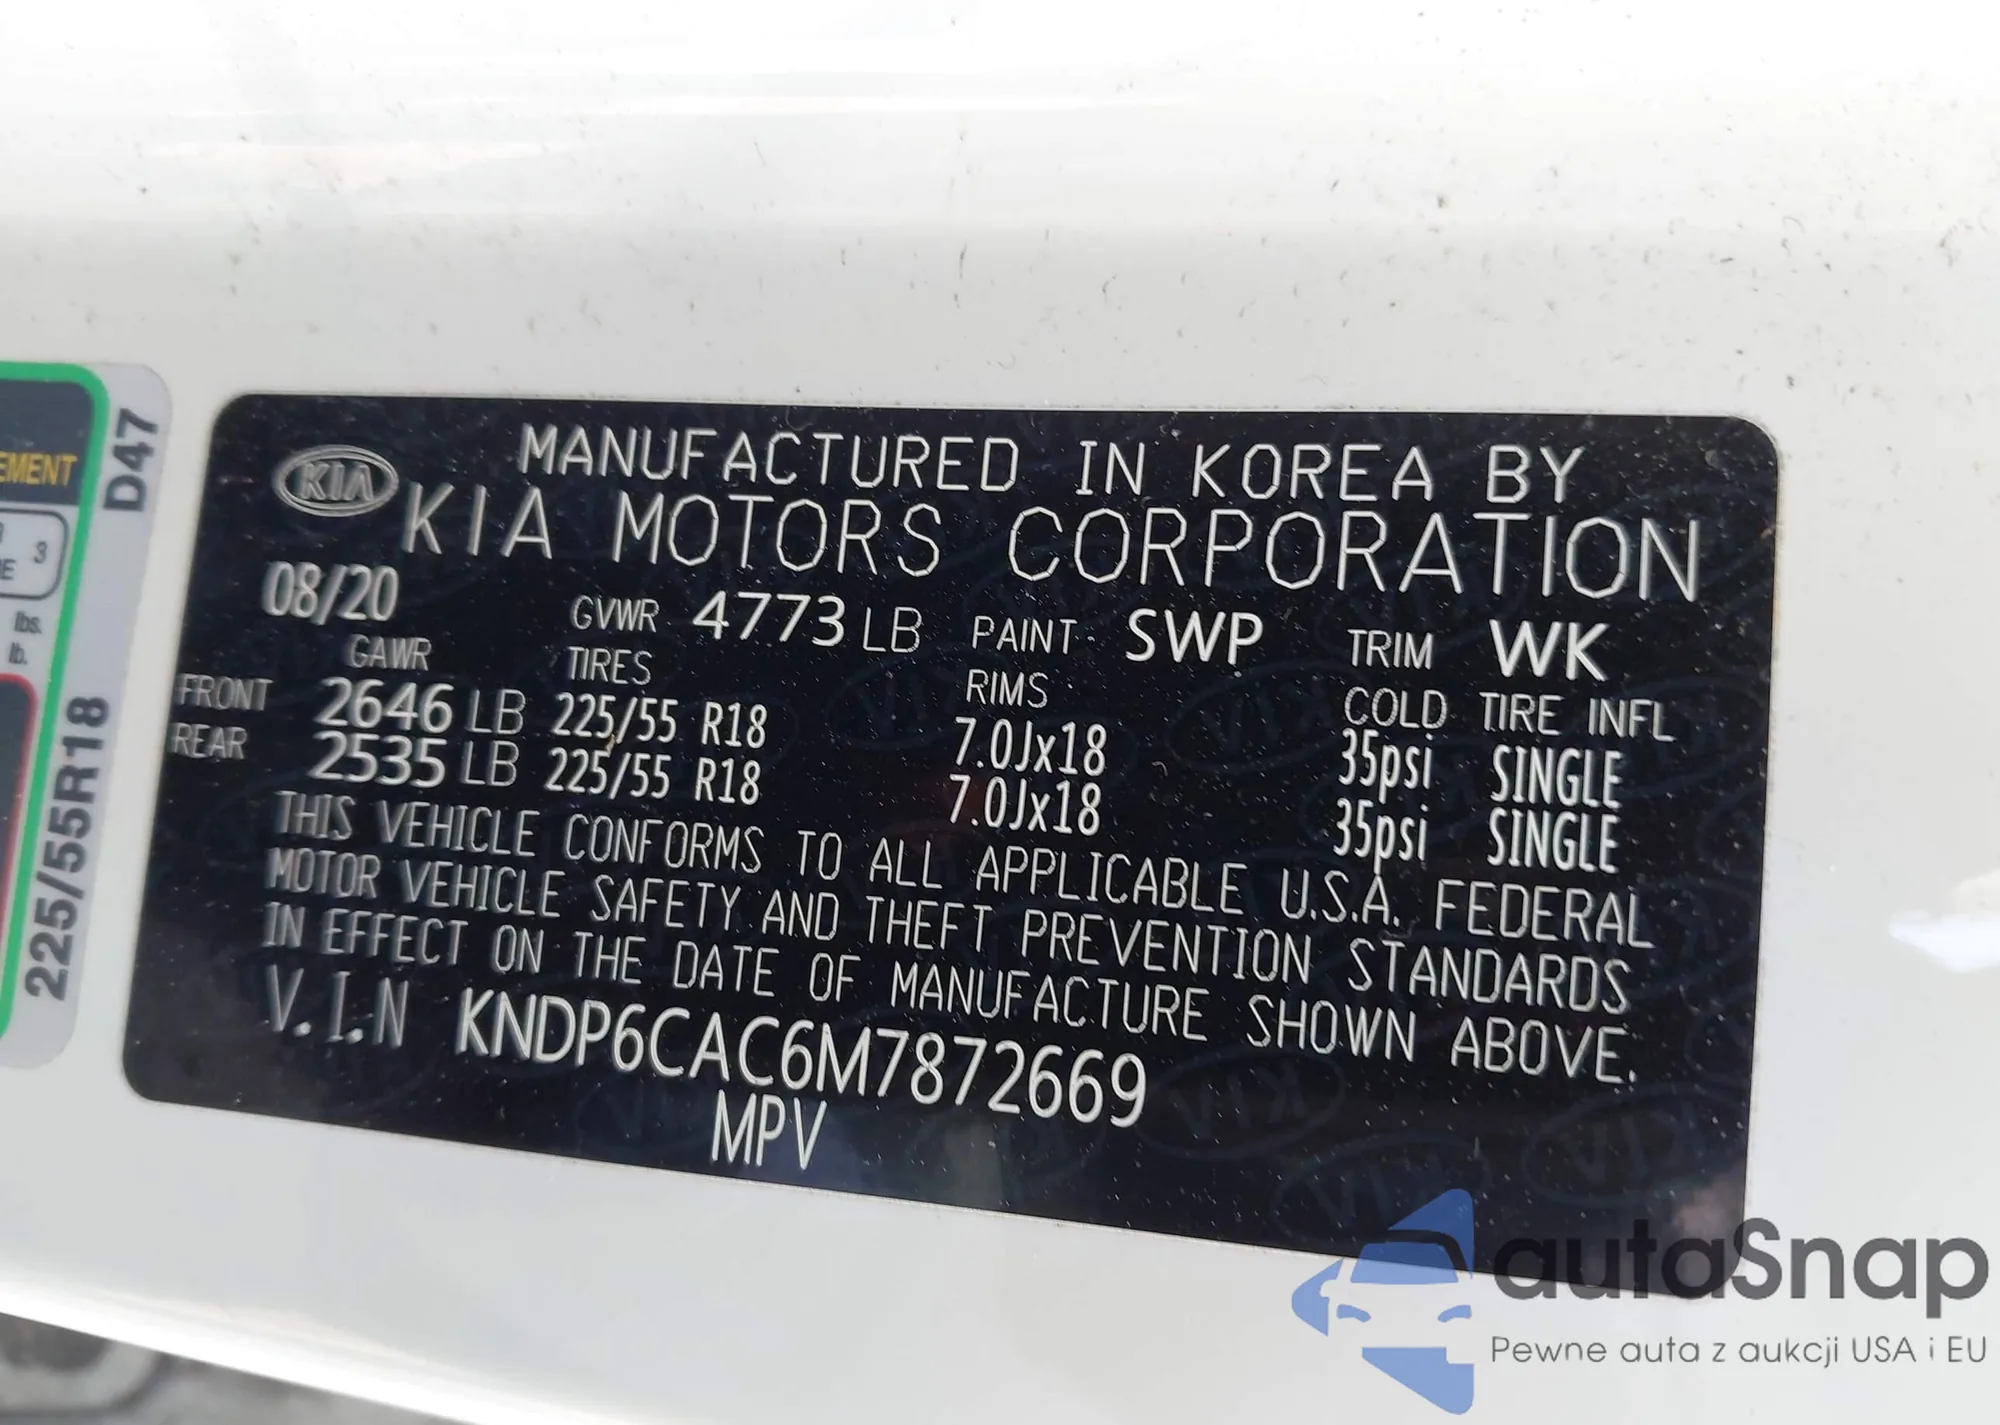 KIA
MANUFACTURED IN KOREA BY
KIA MOTORS CORPORATION
08/20 GVWR 4773 LB PAINT: SWP TRIM WK
GAWR TIRES RIMS : COLD TIRE INFL
FRONT 2646 LB 225/55 R18 7.0Jx18 35psi SINGLE
REAR 2535 LB 225/55 R18 7.0Jx18 35psi SINGLE
THIS VEHICLE CONFORMS TO ALL APPLICABLE U.S.A. FEDERAL
MOTOR VEHICLE SAFETY AND THEFT PREVENTION STANDARDS
IN EFFECT ON THE DATE OF MANUFACTURE SHOWN ABOVE.
V.I.N KNDP6CAC6M7872669
MPV
D47
225/55R18
3
lbs.
lb.
autoSnap
Pewne auta z aukcji USA i EU